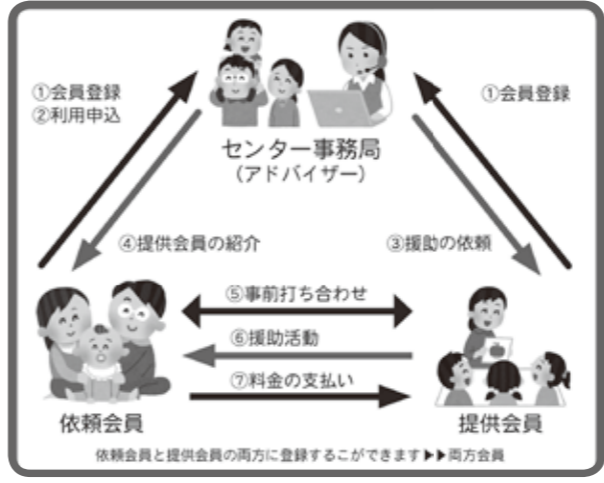 ①会員登録
②利用申込
①会員登録
センター事務局
（アドバイザー）
④提供会員の紹介
③援助の依頼
⑤事前打ち合わせ
⑥援助活動
⑦料金の支払い
依頼会員
提供会員
依頼会員と提供会員の両方に登録するこができます▶▶両方会員